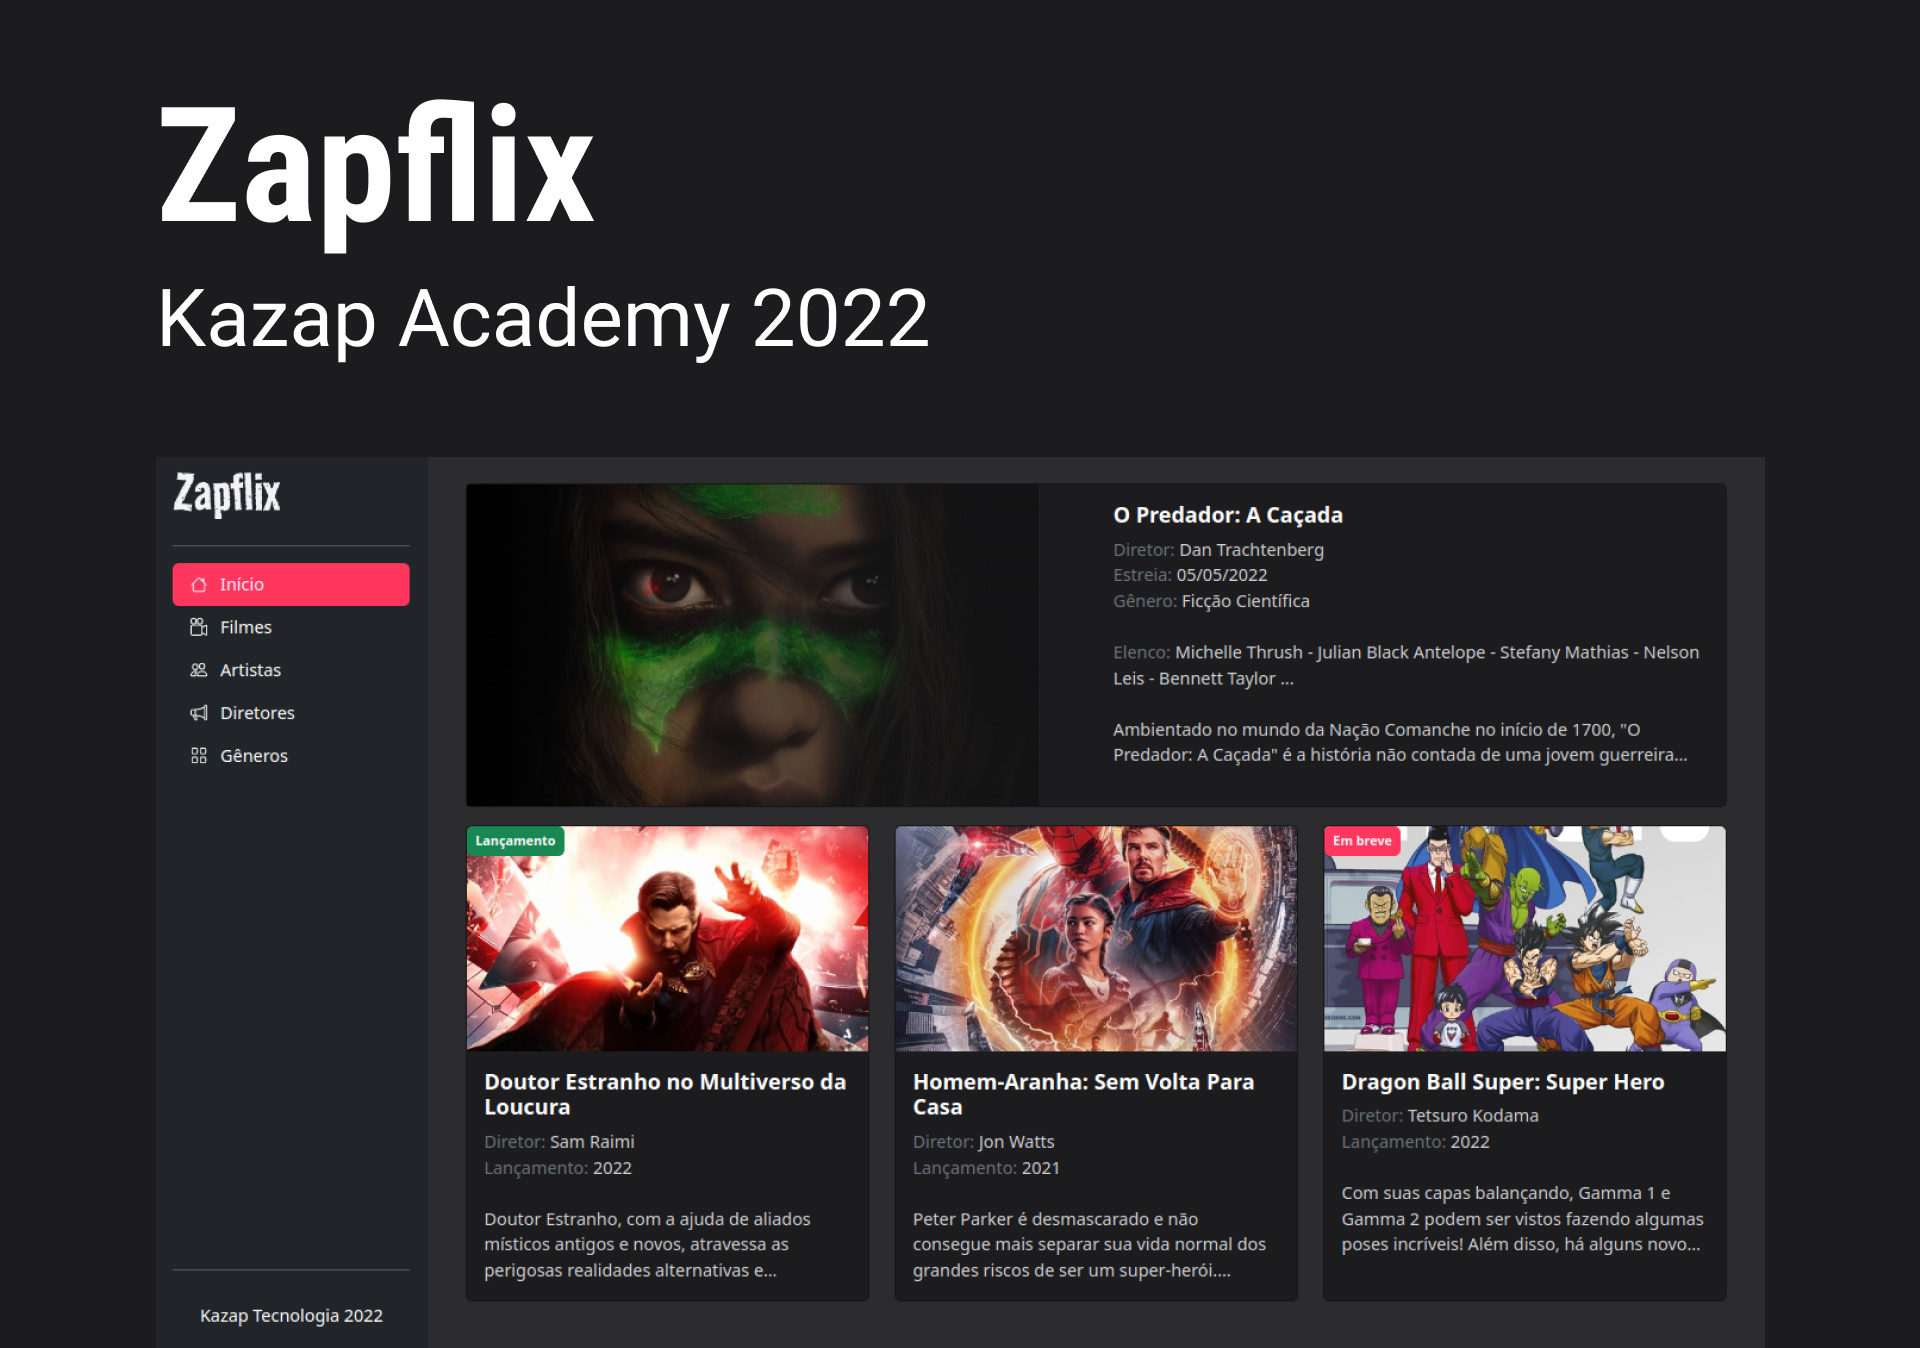 Zapflix
Kazap Academy 2022
Zapflix
Início
Filmes
Artistas
Diretores
Gêneros
Kazap Tecnologia 2022
O Predador: A Caçada
Diretor: Dan Trachtenberg
Estreia: 05/05/2022
Gênero: Ficção Científica
Elenco: Michelle Thrush - Julian Black Antelope - Stefany Mathias - Nelson
Leis - Bennett Taylor ...
Ambientado no mundo da Nação Comanche no início de 1700, "O
Predador: A Caçada" é a história não contada de uma jovem guerreira...
Lançamento
Doutor Estranho no Multiverso da
Loucura
Diretor: Sam Raimi
Lançamento: 2022
Doutor Estranho, com a ajuda de aliados
místicos antigos e novos, atravessa as
perigosas realidades alternativas e...
Homem-Aranha: Sem Volta Para
Casa
Diretor: Jon Watts
Lançamento: 2021
Peter Parker é desmascarado e não
consegue mais separar sua vida normal dos
grandes riscos de ser um super-herói....
Em breve
Dragon Ball Super: Super Hero
Diretor: Tetsuro Kodama
Lançamento: 2022
Com suas capas balançando, Gamma 1 e
Gamma 2 podem ser vistos fazendo algumas
poses incríveis! Além disso, há alguns novo...